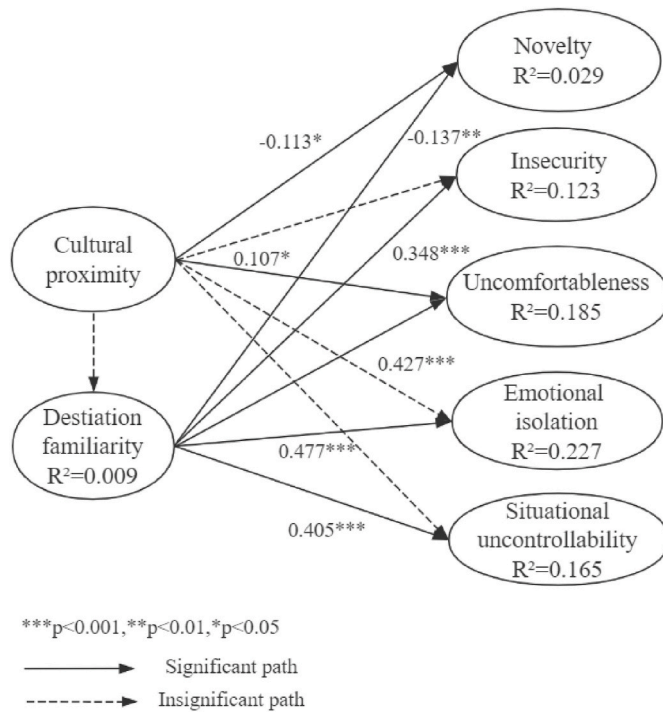 Novelty
R²=0.029
-0.113*
-0.137**
Insecurity
R²=0.123
Cultural
proximity
0.107*
0.348***
Uncomfortableness
R²=0.185
0.427***
Destiation
familiarity
R²=0.009
Emotional
isolation
R²=0.227
0.477***
0.405***
Situational
uncontrollability
R²=0.165
***p<0.001,**p<0.01,*p<0.05
Significant path
Insignificant path